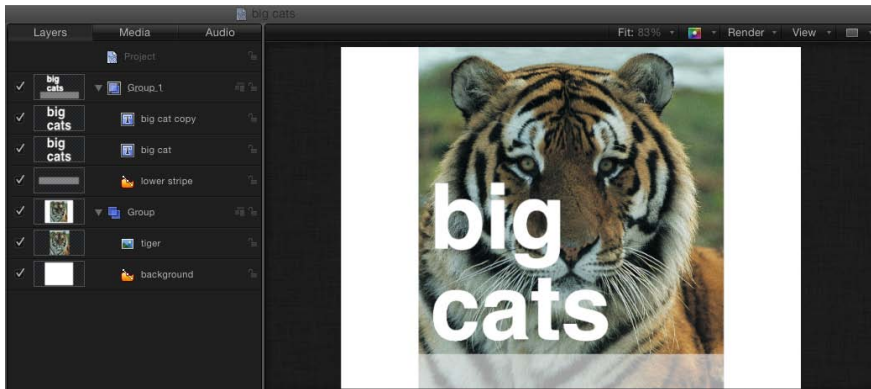 big cats
Layers Media Audio
Fit: 83% Render View
Project
big
cats
Group 1
big
cats
big cat copy
big
cats
big cat
lower stripe
Group
tiger
background
big
cats